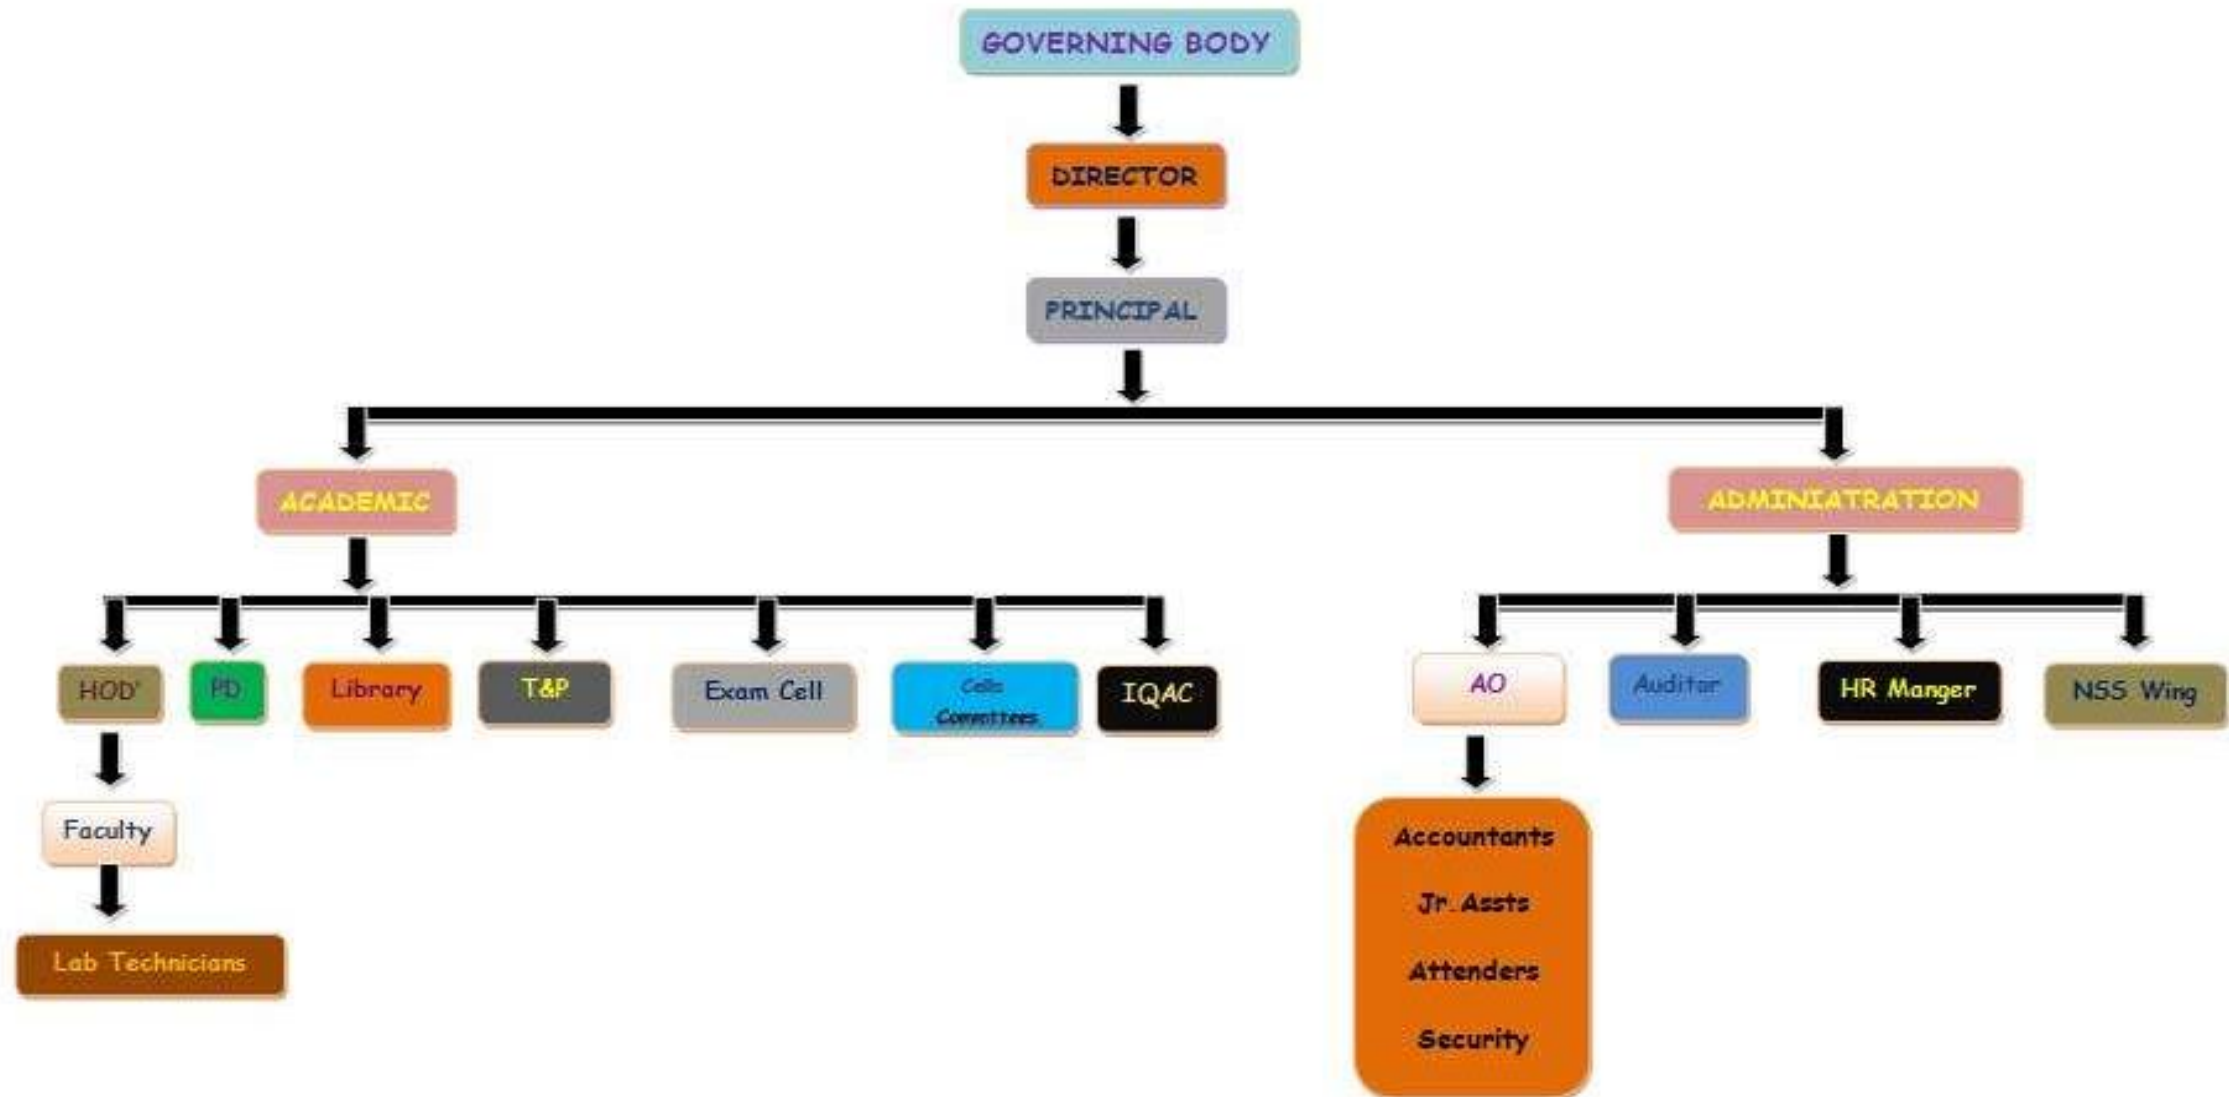 GOVERNING BODY
DIRECTOR
PRINCIPAL
ACADEMIC
ADMINIATRATION
HOD'
PD
Library
T&P
Exam Cell
Cells
Committees
IQAC
AO
Auditor
HR Manger
NSS Wing
Faculty
Lab Technicians
Accountants
Jr.Assts
Attenders
Security